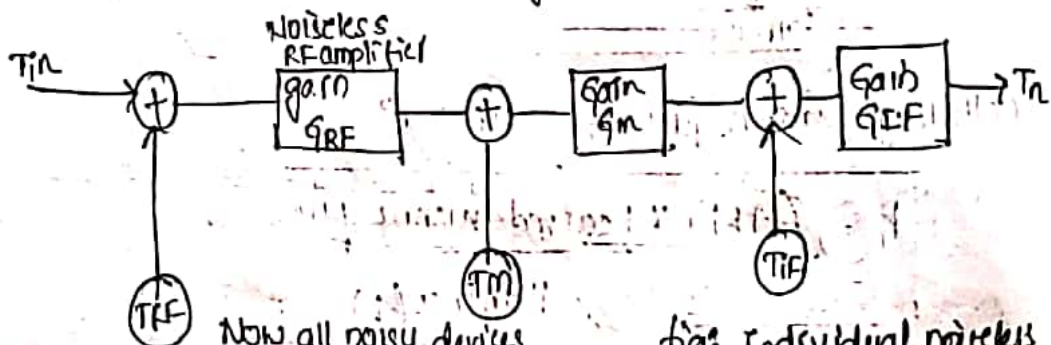 Noiseless
RF amplifier
Tin
+
gain
GRF
+
Gain
Gm
+
Gain
GIF
Tn
TRF
TM
TIF
Now all noisy devices
Individual noiseless